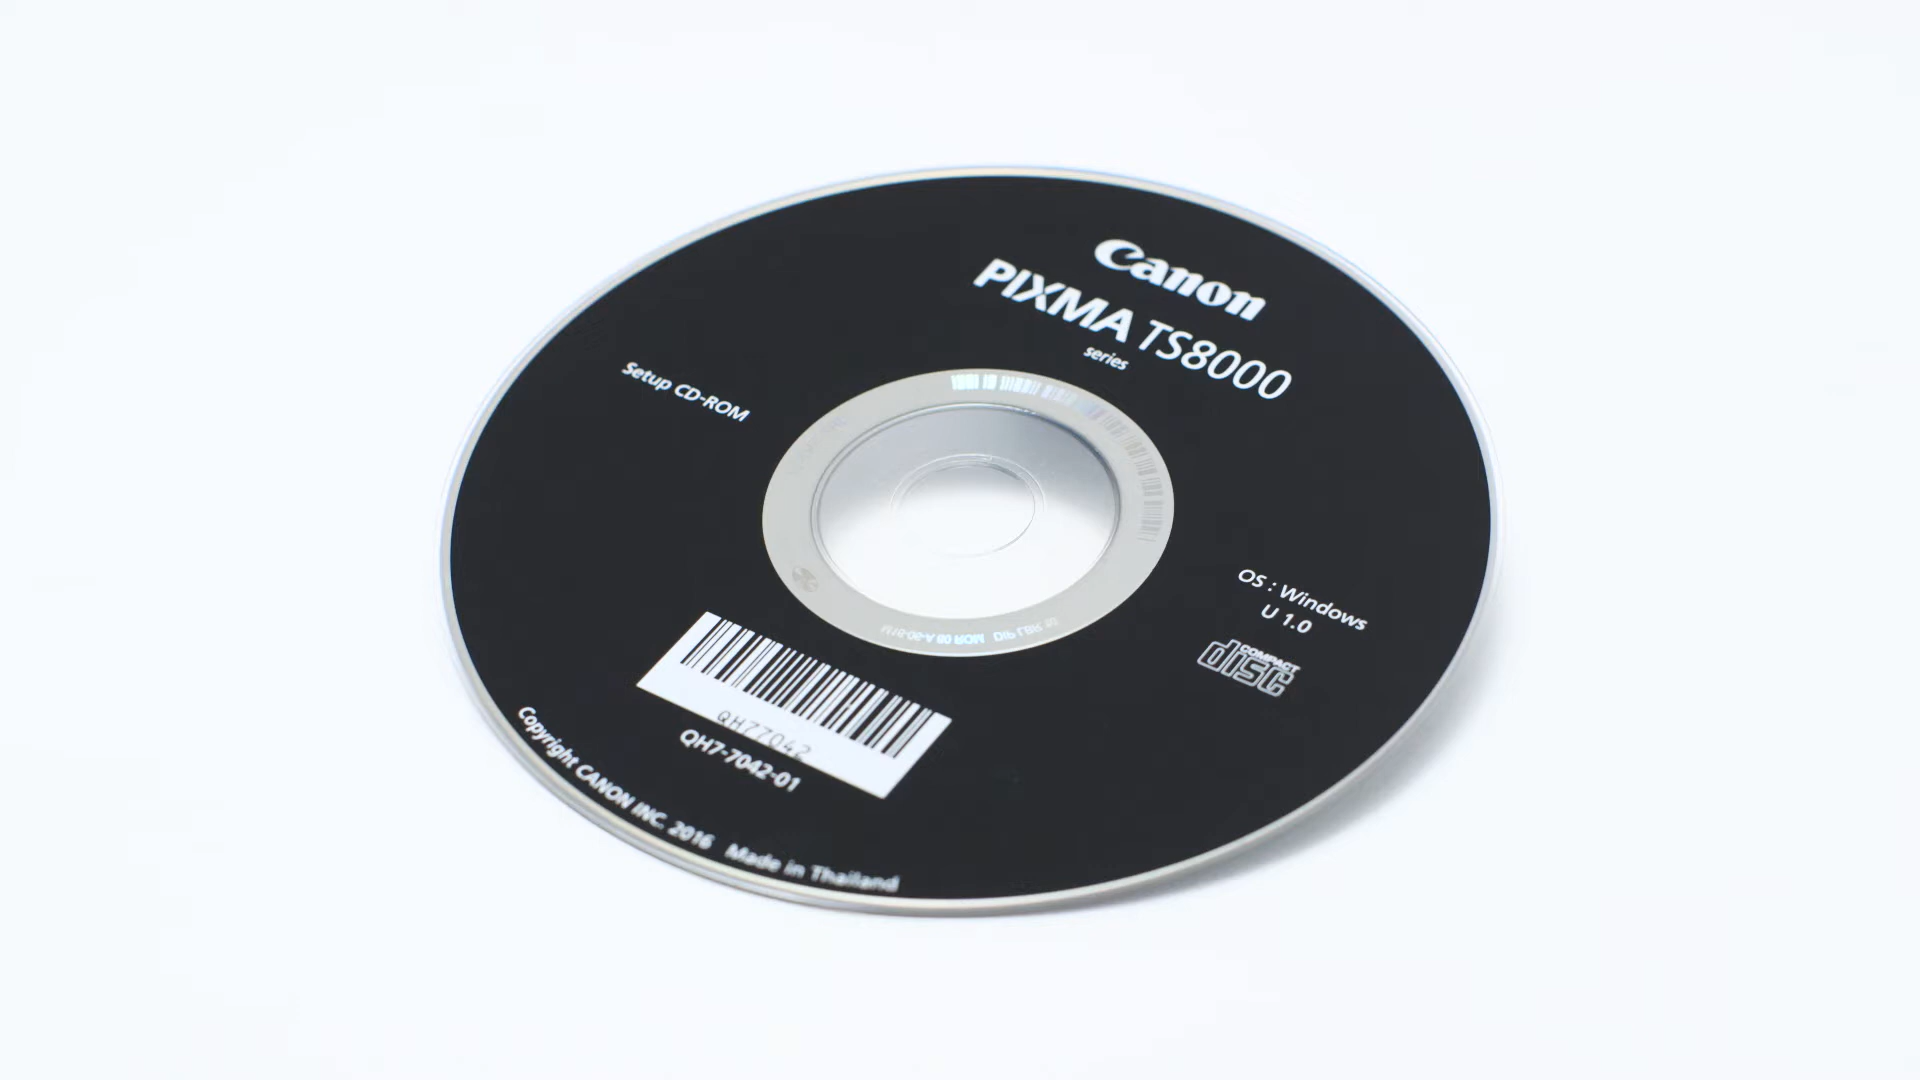 Canon
PIXMA TS8000
series
Setup CD-ROM
OS : Windows
U 1.0
COMPACT
disc
QH77042
QH7-7042-01
Copyright CANON INC. 2016 Made in Thailand